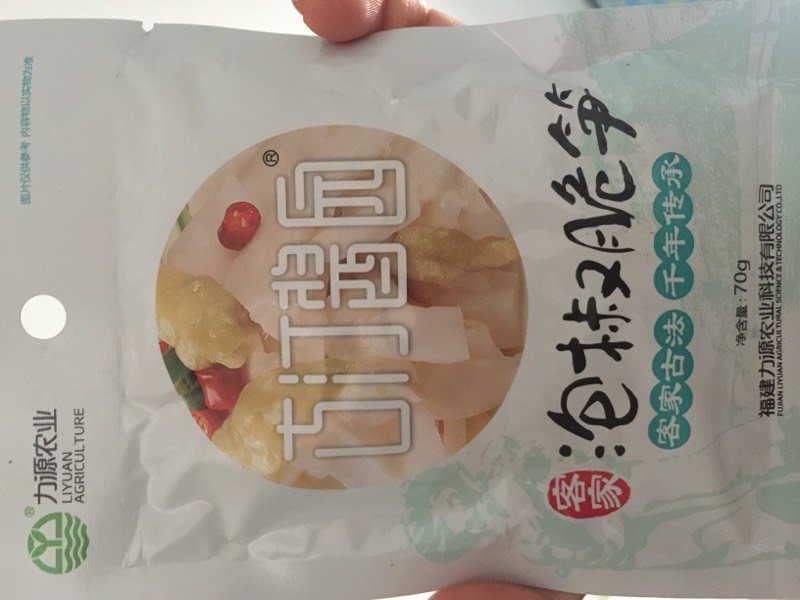 力源农业®
LIYUAN
AGRICULTURE
图片仅供参考 内容物以实物为准
古汀酱园®
客家
泡椒脆笋
客家古法 千年传承
净含量:70g
福建力源农业科技有限公司
FUJIAN LIYUAN AGRICULTURAL SCIENCE&TECHNOLOGY CO.,LTD